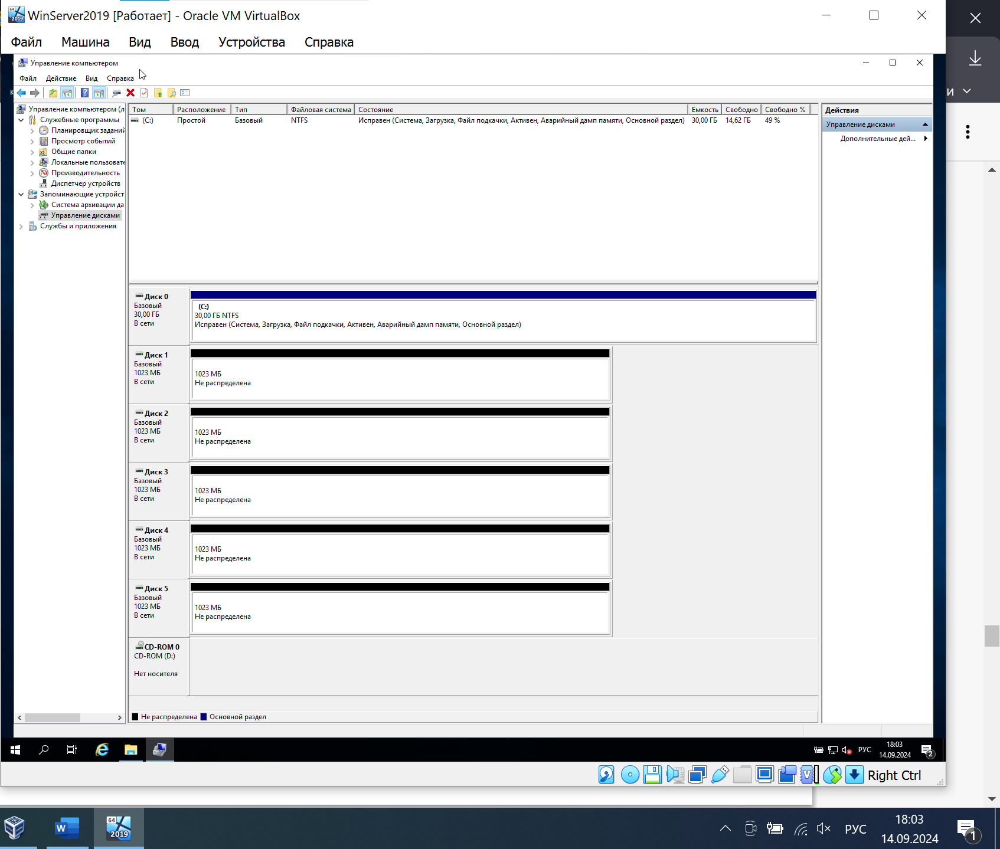 WinServer2019 [Работает] - Oracle VM VirtualBox
Файл Машина Вид Ввод Устройства Справка
Управление компьютером
Файл Действие Вид Справка
Управление компьютером (л
Служебные программы
Планировщик заданий
Просмотр событий
Общие папки
Локальные пользовате
Производительность
Диспетчер устройств
Запоминающие устройст
Система архивации да
Управление дисками
Службы и приложения
Том Расположение Тип Файловая система Состояние Емкость Свободно Свободно %
(C:) Простой Базовый NTFS Исправен (Система, Загрузка, Файл подкачки, Активен, Аварийный дамп памяти, Основной раздел) 30,00 ГБ 14,62 ГБ 49 %
Действия
Управление дисками
Дополнительные дей...
и
Диск 0
Базовый
30,00 ГБ
В сети
(C:)
30,00 ГБ NTFS
Исправен (Система, Загрузка, Файл подкачки, Активен, Аварийный дамп памяти, Основной раздел)
Диск 1
Базовый
1023 МБ
В сети
1023 МБ
Не распределена
Диск 2
Базовый
1023 МБ
В сети
1023 МБ
Не распределена
Диск 3
Базовый
1023 МБ
В сети
1023 МБ
Не распределена
Диск 4
Базовый
1023 МБ
В сети
1023 МБ
Не распределена
Диск 5
Базовый
1023 МБ
В сети
1023 МБ
Не распределена
CD-ROM 0
CD-ROM (D:)
Нет носителя
Не распределена Основной раздел
РУС
18:03
14.09.2024
2
Right Ctrl
64
2019
РУС
18:03
14.09.2024
1